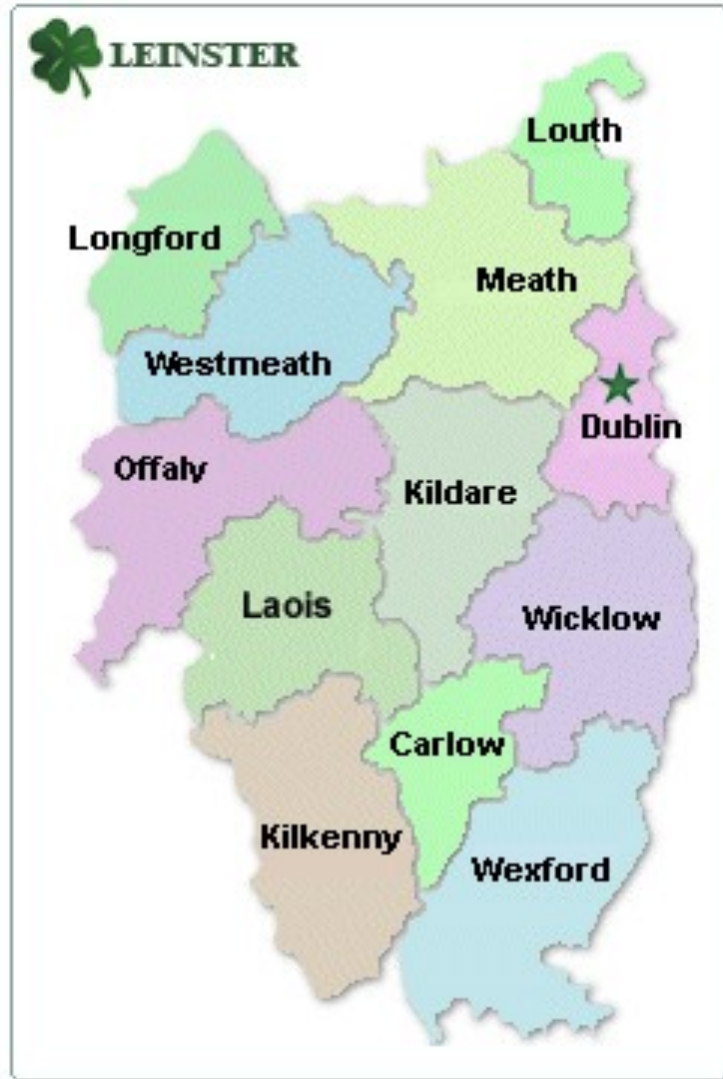 LEINSTER
Louth
Longford
Meath
Westmeath
Dublin
Offaly
Kildare
Laois
Wicklow
Carlow
Kilkenny
Wexford